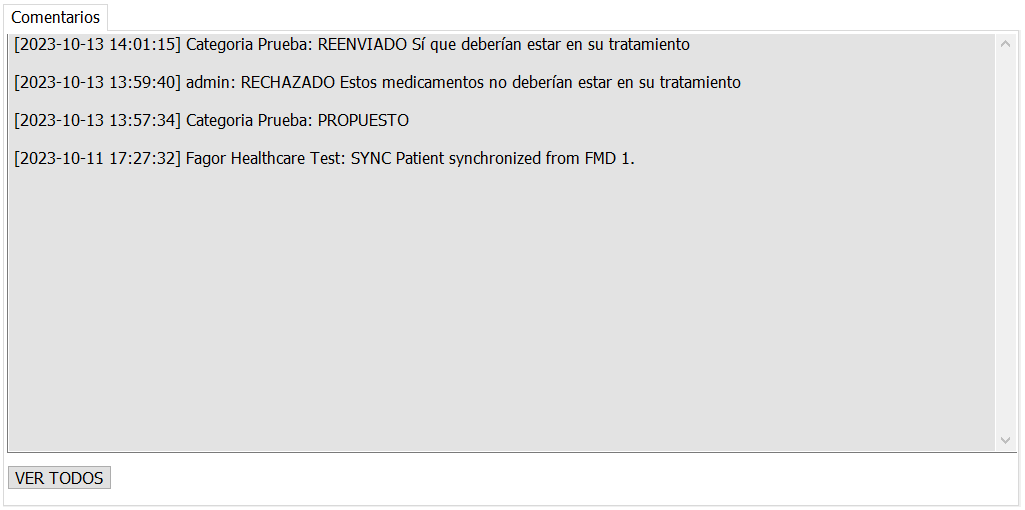 Comentarios
[2023-10-13 14:01:15] Categoria Prueba: REENVIADO Sí que deberían estar en su tratamiento
[2023-10-13 13:59:40] admin: RECHAZADO Estos medicamentos no deberían estar en su tratamiento
[2023-10-13 13:57:34] Categoria Prueba: PROPUESTO
[2023-10-11 17:27:32] Fagor Healthcare Test: SYNC Patient synchronized from FMD 1.
VER TODOS